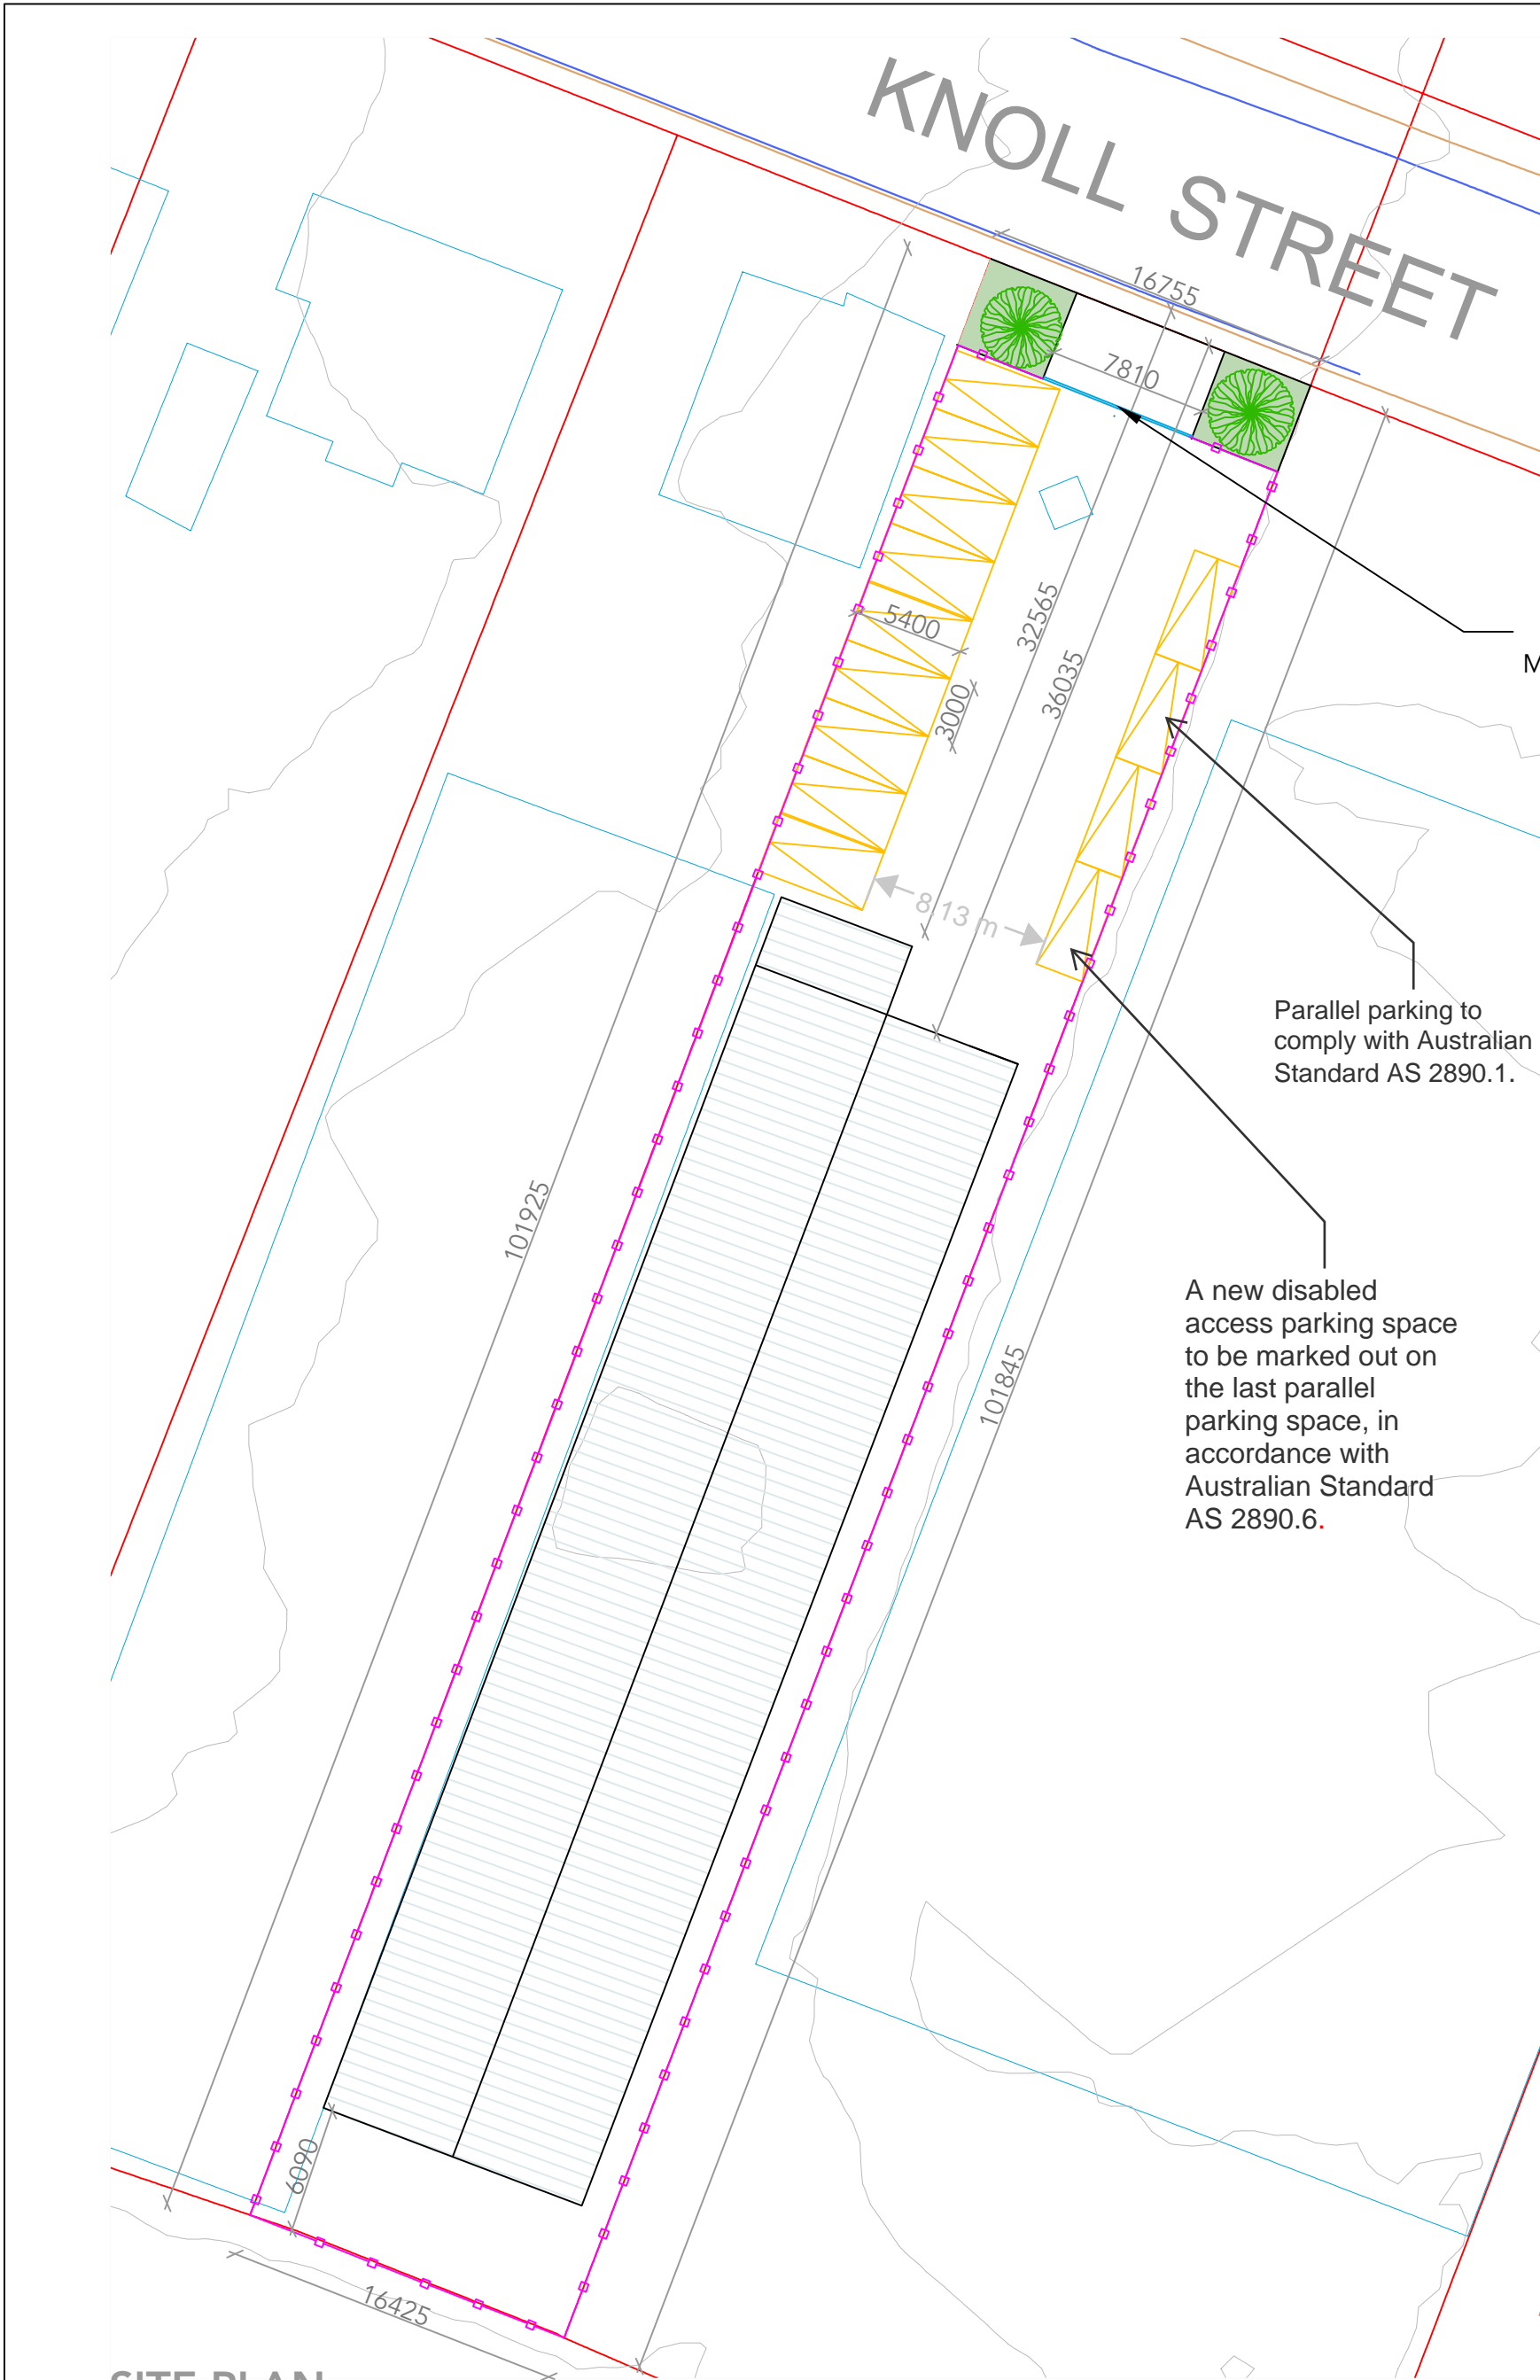 KNOLL STREET
16755
7810
5400
32565
36035
3000
8.13 m
M
Parallel parking to
comply with Australian
Standard AS 2890.1.
101925
101845
A new disabled
access parking space
to be marked out on
the last parallel
parking space, in
accordance with
Australian Standard
AS 2890.6.
6090
16425
SITE PLAN